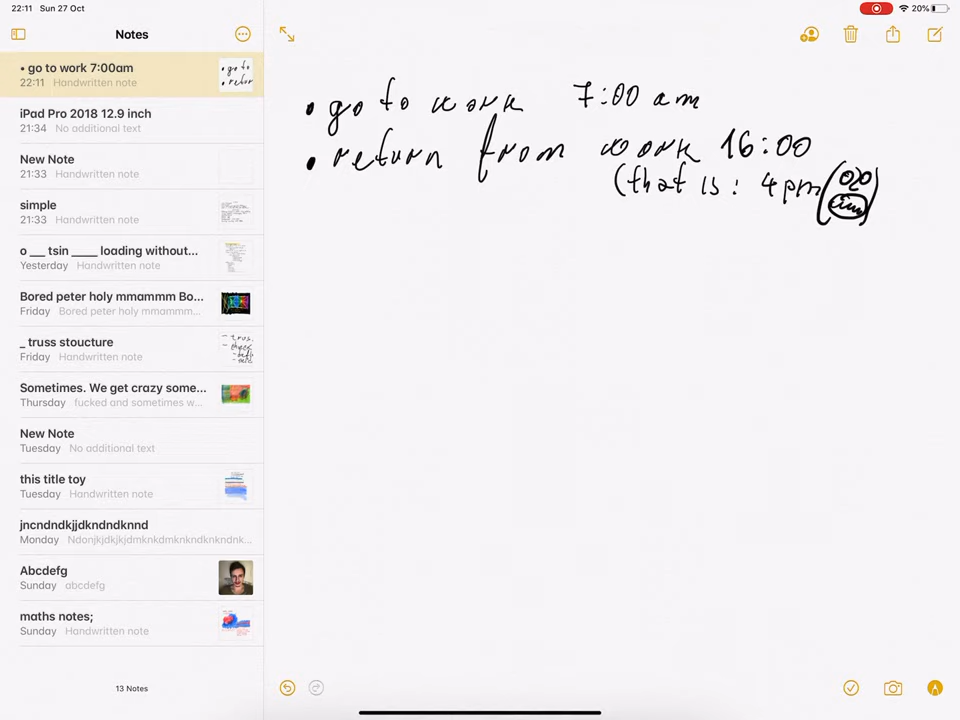 22:11 Sun 27 Oct
20%
Notes
• go to work 7:00am
22:11 Handwritten note
iPad Pro 2018 12.9 inch
21:34 No additional text
New Note
21:33 Handwritten note
simple
21:33 Handwritten note
o ___ tsin ____ loading without...
Yesterday Handwritten note
Bored peter holy mmammm Bo...
Friday Bored peter holy mmammm...
_ truss stoucture
Friday Handwritten note
Sometimes. We get crazy some...
Thursday fucked and sometimes w...
New Note
Tuesday No additional text
this title toy
Tuesday Handwritten note
jncndndkjjdkndndknnd
Monday Ndonjkjdkjkjdmknkdmknkndkndnk...
Abcdefg
Sunday abcdefg
maths notes;
Sunday Handwritten note
13 Notes
• go to work 7:00 am
• return from work 16:00
(that is: 4pm